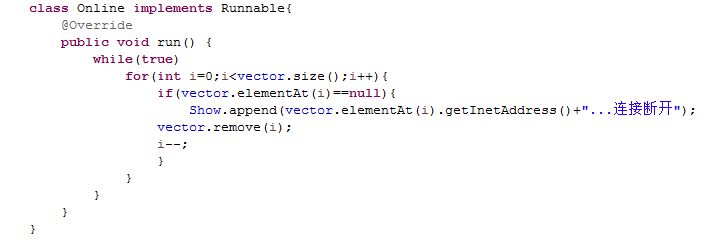 class Online implements Runnable{
@Override
public void run() {
while(true)
for(int i=0;i<vector.size();i++){
if(vector.elementAt(i)==null){
Show.append(vector.elementAt(i).getInetAddress()+"...连接断开");
vector.remove(i);
i--;
}
}
}
}
}